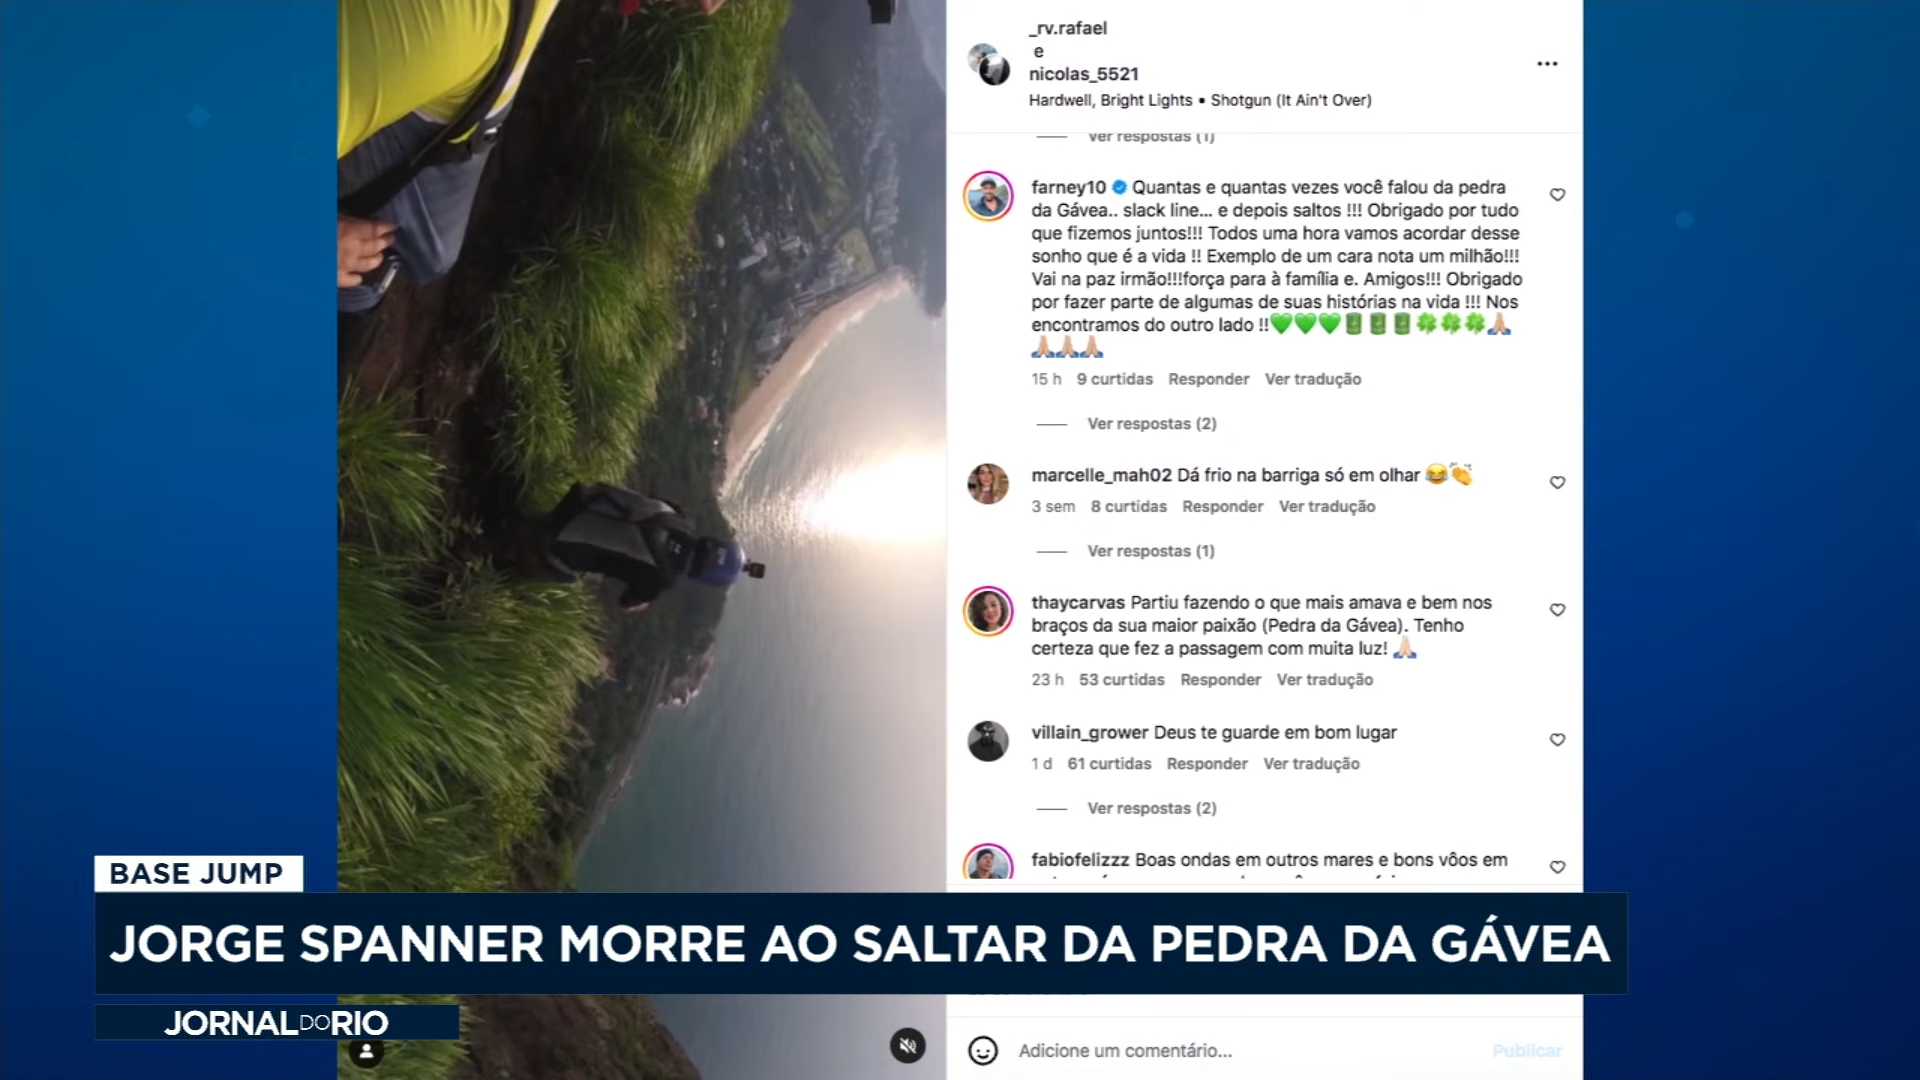 _rv.rafael
e
nicolas_5521
Hardwell, Bright Lights • Shotgun (It Ain't Over)
Ver respostas (1)
farney10 Quantas e quantas vezes você falou da pedra
da Gávea.. slack line... e depois saltos !!! Obrigado por tudo
que fizemos juntos!!! Todos uma hora vamos acordar desse
sonho que é a vida !! Exemplo de um cara nota um milhão!!!
Vai na paz irmão!!!força para à família e. Amigos!!! Obrigado
por fazer parte de algumas de suas histórias na vida !!! Nos
encontramos do outro lado !!💚💚💚🛢🛢🛢🍀🍀🍀🙏🏼
🙏🏼🙏🏼🙏🏼
15 h 9 curtidas Responder Ver tradução
Ver respostas (2)
marcelle_mah02 Dá frio na barriga só em olhar 😂👏
3 sem 8 curtidas Responder Ver tradução
Ver respostas (1)
thaycarvas Partiu fazendo o que mais amava e bem nos
braços da sua maior paixão (Pedra da Gávea). Tenho
certeza que fez a passagem com muita luz! 🙏🏻
23 h 53 curtidas Responder Ver tradução
villain_grower Deus te guarde em bom lugar
1 d 61 curtidas Responder Ver tradução
Ver respostas (2)
fabiofelizzz Boas ondas em outros mares e bons vôos em
BASE JUMP
JORGE SPANNER MORRE AO SALTAR DA PEDRA DA GÁVEA
JORNAL DO RIO
Adicione um comentário...
Publicar